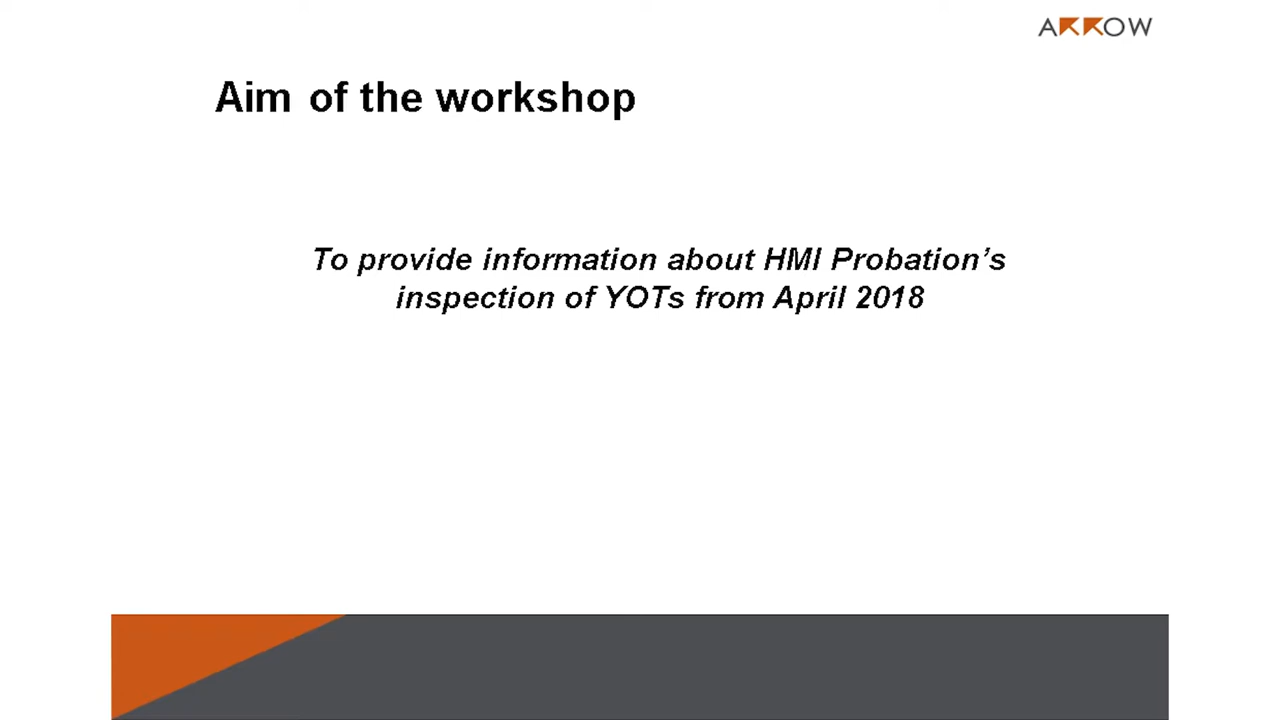 ARROW
Aim of the workshop
To provide information about HMI Probation’s
inspection of YOTs from April 2018